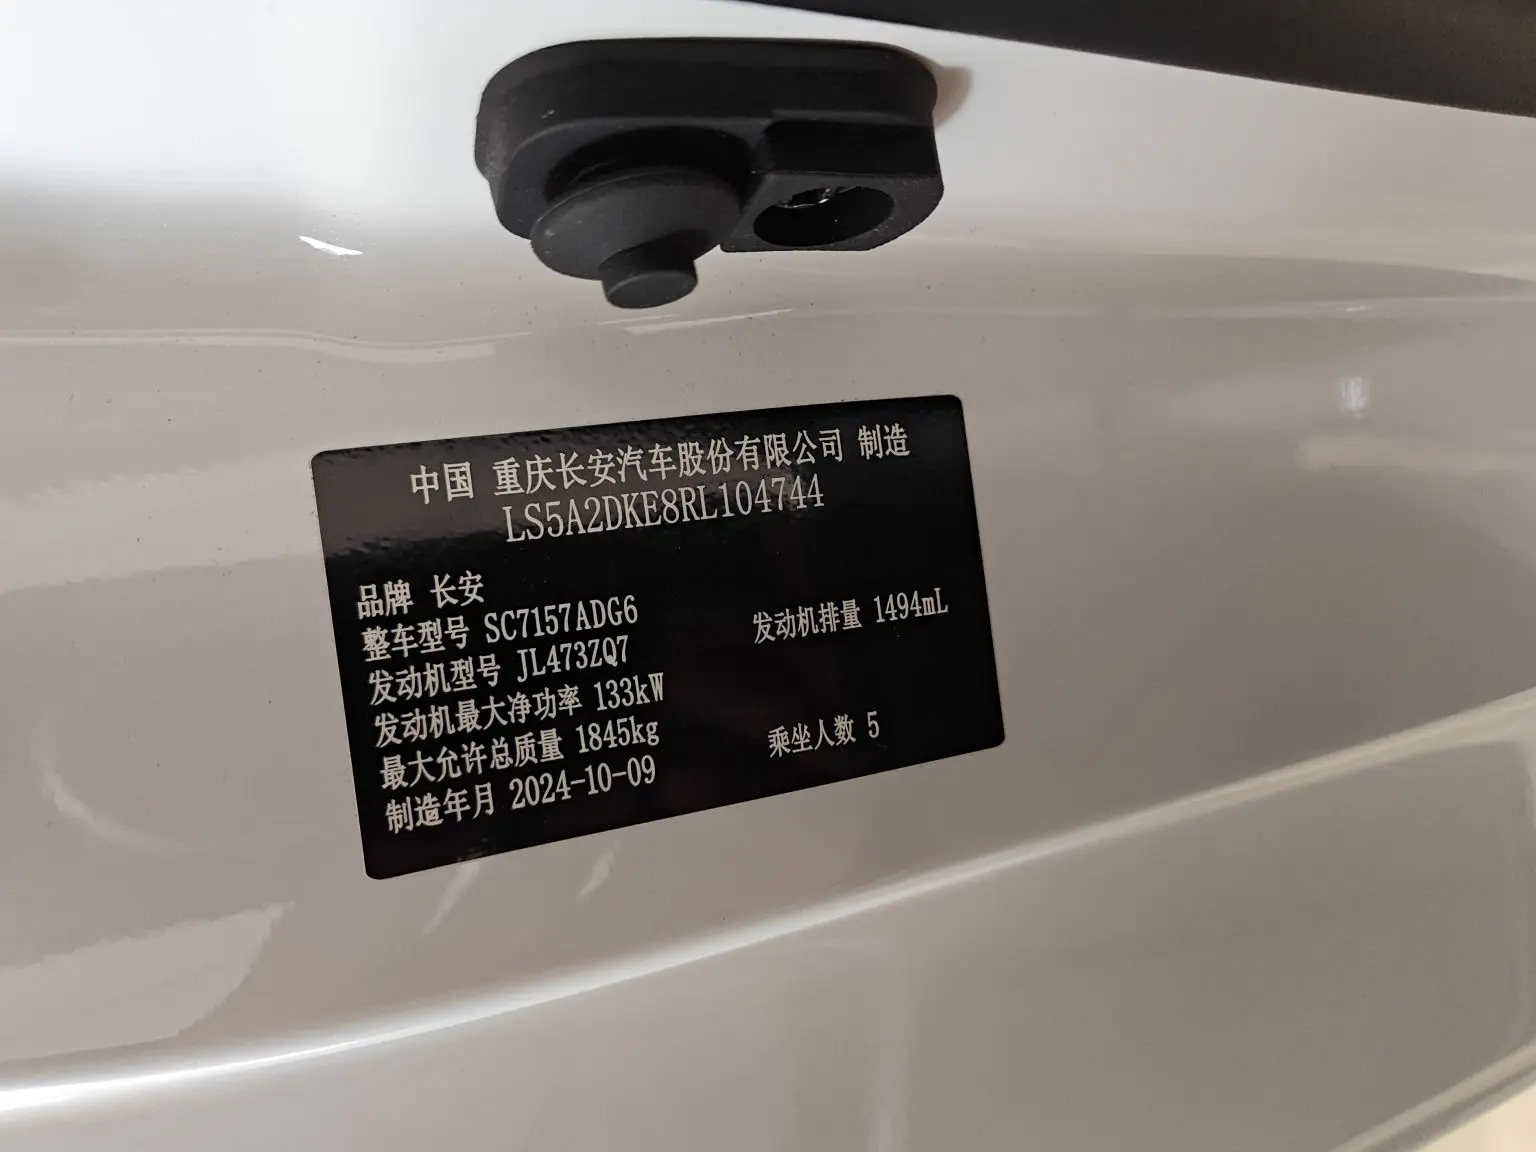 中国 重庆长安汽车股份有限公司 制造
LS5A2DKE8RL104744
品牌 长安
整车型号 SC7157ADG6
发动机型号 JL473ZQ7 发动机排量 1494mL
发动机最大净功率 133kW
最大允许总质量 1845kg
制造年月 2024-10-09 乘坐人数 5